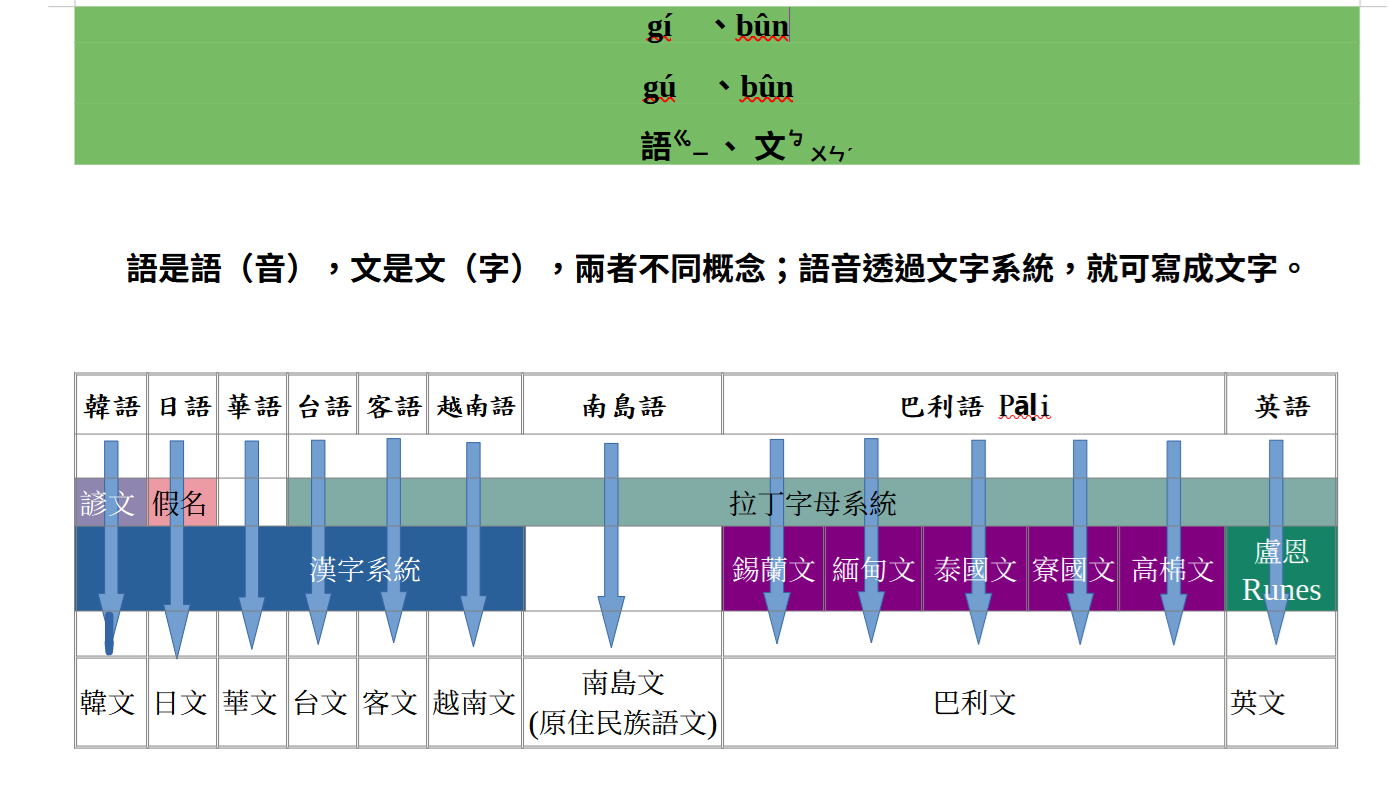 gí 、bûn
gú 、bûn
語ㆣ_ 、 文ㆠㄨㄣˊ
語是語（音），文是文（字），兩者不同概念；語音透過文字系統，就可寫成文字。
韓語 日語 華語 台語 客語 越南語 南島語 巴利語 Pāḷi 英語
諺文 假名 拉丁字母系統
漢字系統 錫蘭文 緬甸文 泰國文 寮國文 高棉文 盧恩
Runes
韓文 日文 華文 台文 客文 越南文 南島文 巴利文 英文
(原住民族語文)